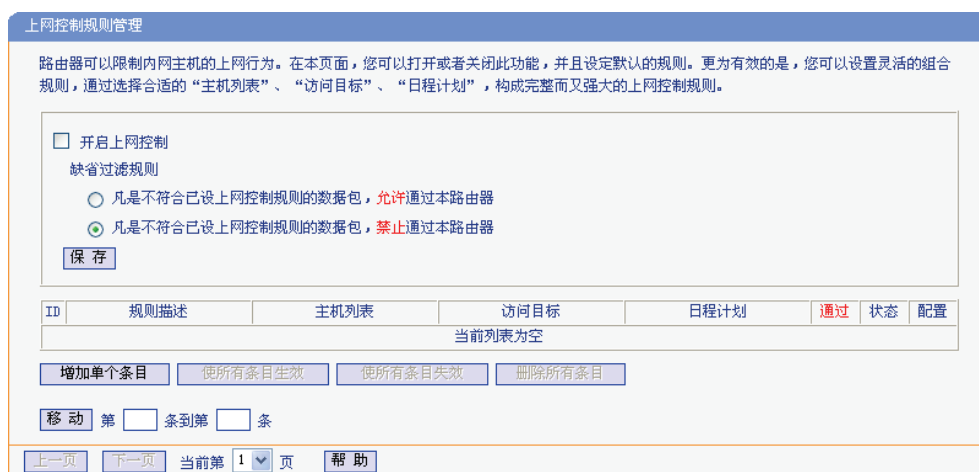 上网控制规则管理
路由器可以限制内网主机的上网行为。在本页面，您可以打开或者关闭此功能，并且设定默认的规则。更为有效的是，您可以设置灵活的组合
规则，通过选择合适的“主机列表”、“访问目标”、“日程计划”，构成完整而又强大的上网控制规则。
开启上网控制
缺省过滤规则
凡是不符合已设上网控制规则的数据包，允许通过本路由器
凡是不符合已设上网控制规则的数据包，禁止通过本路由器
保 存
ID 规则描述 主机列表 访问目标 日程计划 通过 状态 配置
当前列表为空
增加单个条目 使所有条目生效 使所有条目失效 删除所有条目
移 动 第 条到第 条
上一页 下一页 当前第 1 页 帮 助